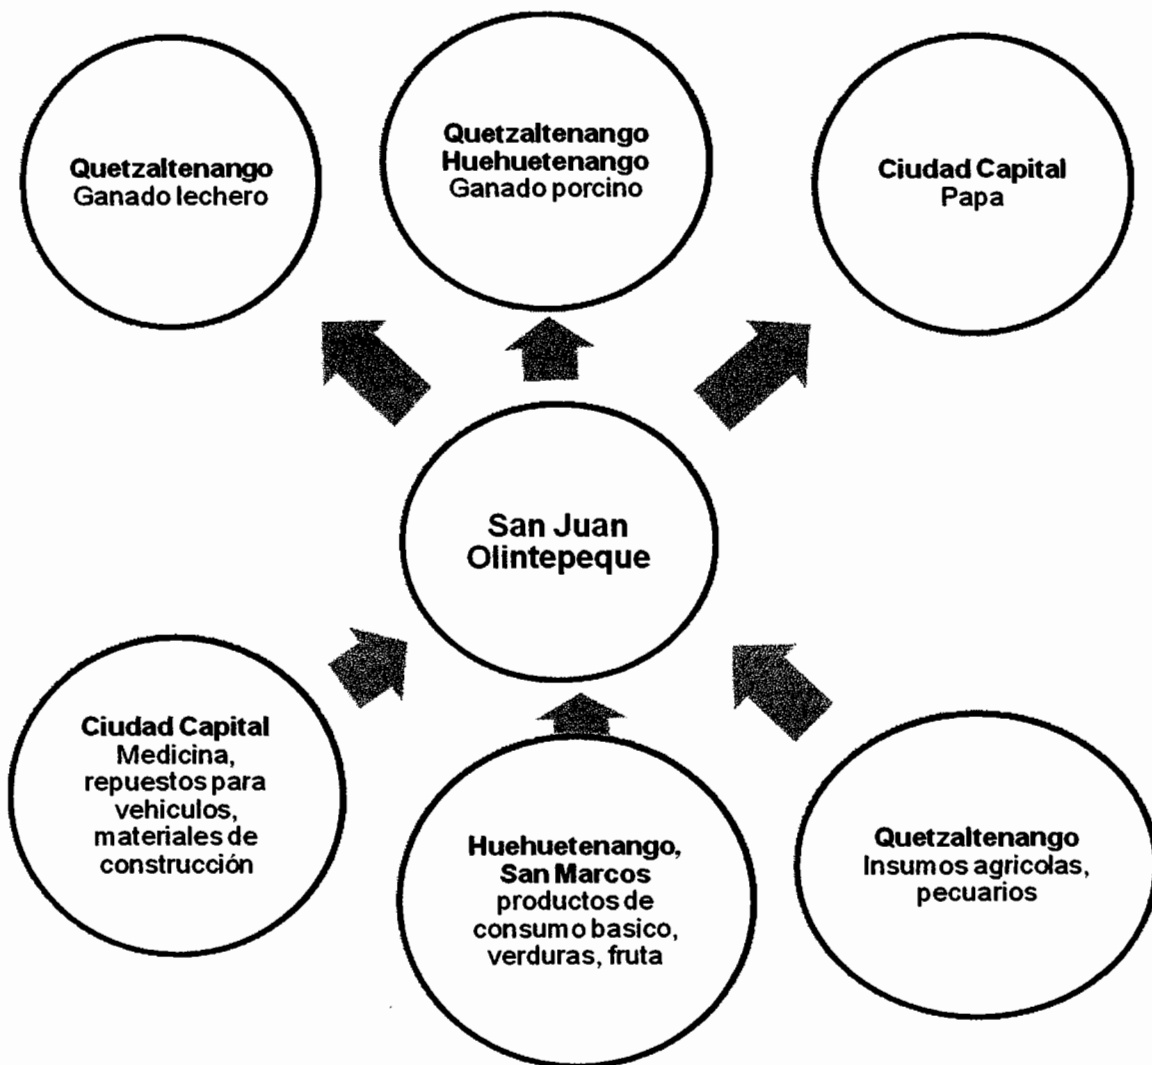 Quetzaltenango
Ganado lechero
Quetzaltenango
Huehuetenango
Ganado porcino
Ciudad Capital
Papa
San Juan
Olintepeque
Ciudad Capital
Medicina,
repuestos para
vehiculos,
materiales de
construcción
Huehuetenango,
San Marcos
productos de
consumo basico,
verduras, fruta
Quetzaltenango
Insumos agricolas,
pecuarios